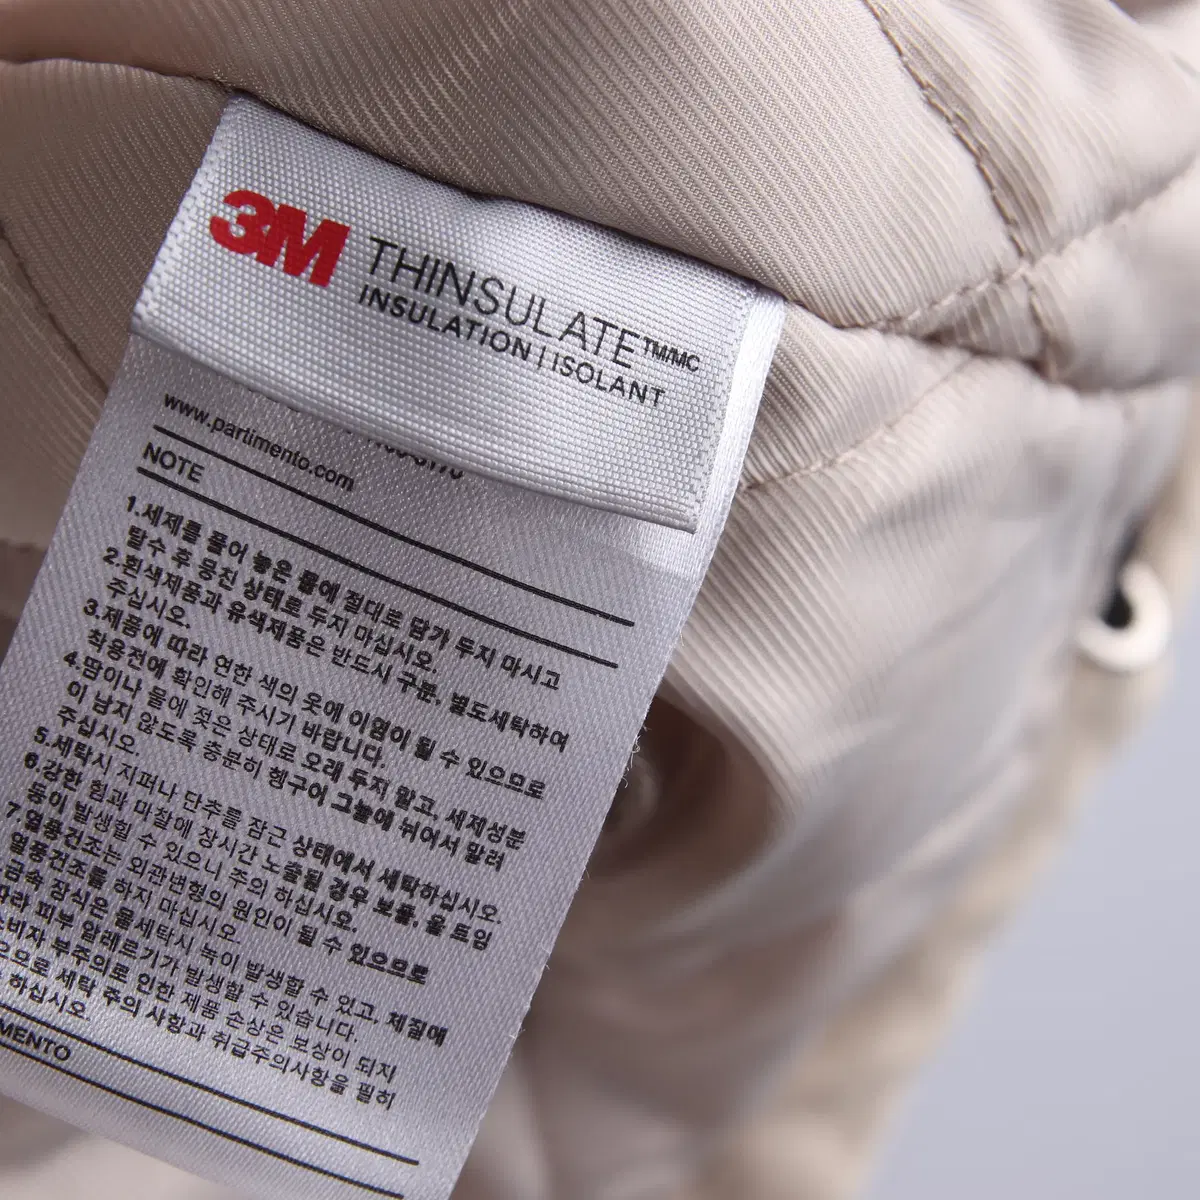 3M THINSULATE™/MC
INSULATION | ISOLANT
www.partimento.com
NOTE
1.세제를 풀어 놓은 물에 절대로 담가 두지 마시고
탈수 후 뭉친 상태로 두지 마십시오.
2.흰색제품과 유색제품은 반드시 구분, 별도세탁하여
주십시오.
3.제품에 따라 연한 색의 옷에 이염이 될 수 있으므로
착용전에 확인해 주시기 바랍니다.
4.땀이나 물에 젖은 상태로 오래 두지 말고, 세제성분
이 남지 않도록 충분히 헹구어 그늘에 뉘어서 말려
주십시오.
5.세탁시 지퍼나 단추를 잠근 상태에서 세탁하십시오.
6.강한 힘과 마찰에 장시간 노출될 경우 보풀, 올 트임
등이 발생할 수 있으니 주의 하십시오.
7.열풍건조는 외관변형의 원인이 될 수 있으므로
열풍건조를 하지 마십시오.
금속 장식은 물세탁시 녹이 발생할 수 있고, 체질에
따라 피부 알레르기가 발생할 수 있습니다.
부주의로 인한 제품 손상은 보상이 되지
세탁 주의 사항과 취급주의사항을 필히
하십시오
MENTO